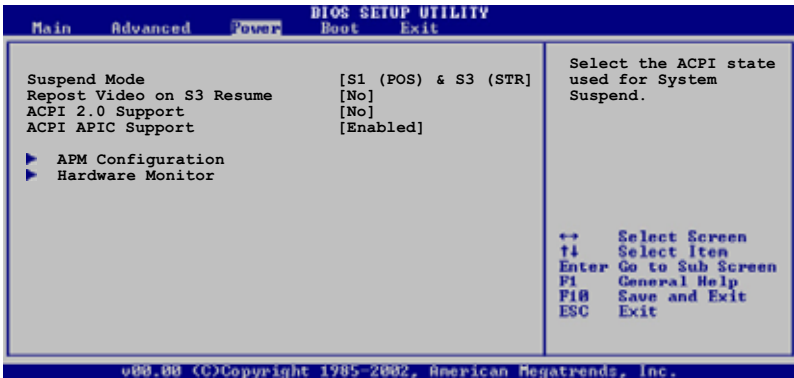 BIOS SETUP UTILITY
Main Advanced Power Boot Exit
Suspend Mode [S1 (POS) & S3 (STR]
Repost Video on S3 Resume [No]
ACPI 2.0 Support [No]
ACPI APIC Support [Enabled]
APM Configuration
Hardware Monitor
Select the ACPI state
used for System
Suspend.
↔ Select Screen
↑↓ Select Item
Enter Go to Sub Screen
F1 General Help
F10 Save and Exit
ESC Exit
v00.00 (C)Copyright 1985-2002, American Megatrends, Inc.